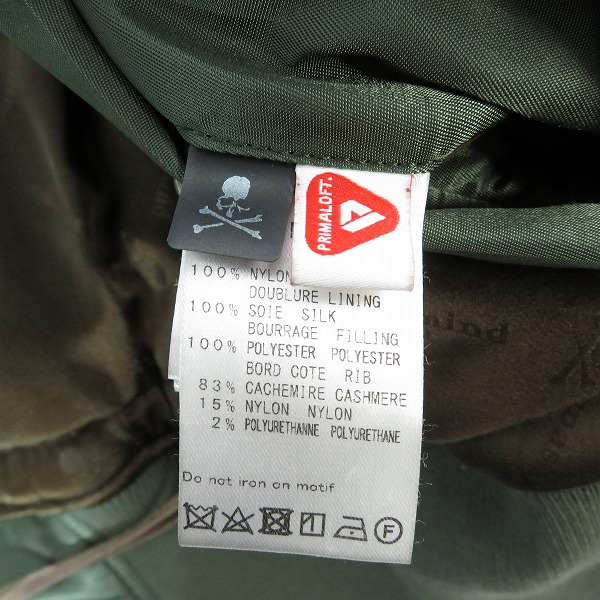 PRIMALOFT.
100% NYLON
DOUBLURE LINING
100% SOIE SILK
BOURRAGE FILLING
100% POLYESTER POLYESTER
BORD COTE RIB
83% CACHEMIRE CASHMERE
15% NYLON NYLON
2% POLYURETHANNE POLYURETHANE
Do not iron on motif
F